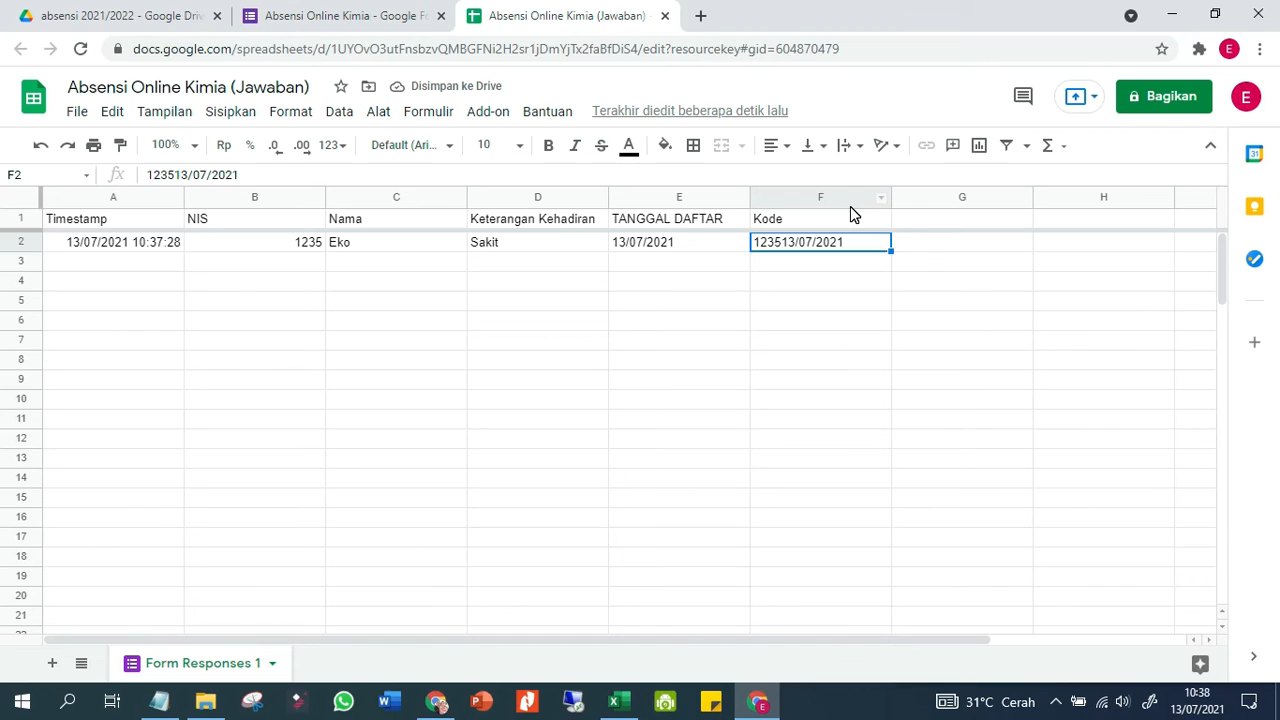 absensi 2021/2022 - Google Dri
Absensi Online Kimia - Google Fo
Absensi Online Kimia (Jawaban) -
docs.google.com/spreadsheets/d/1UYOvO3utFnsbzvQMBGFNi2H2s81jDmYjTx2faBfDiS4/edit?resourcekey#gid=604870479
E
Absensi Online Kimia (Jawaban)
Disimpan ke Drive
Bagikan
E
File Edit Tampilan Sisipkan Format Data Alat Formulir Add-on Bantuan Terakhir diedit beberapa detik lalu
100% Rp % .0 .00 123 Default (Ari... 10 B I S A Σ
F2 fx 123513/07/2021
A B C D E F G H
1 Timestamp NIS Nama Keterangan Kehadiran TANGGAL DAFTAR Kode
2 13/07/2021 10:37:28 1235 Eko Sakit 13/07/2021 123513/07/2021
3
4
5
6
7
8
9
10
11
12
13
14
15
16
17
18
19
20
21
Form Responses 1
31°C Cerah
10:38
13/07/2021